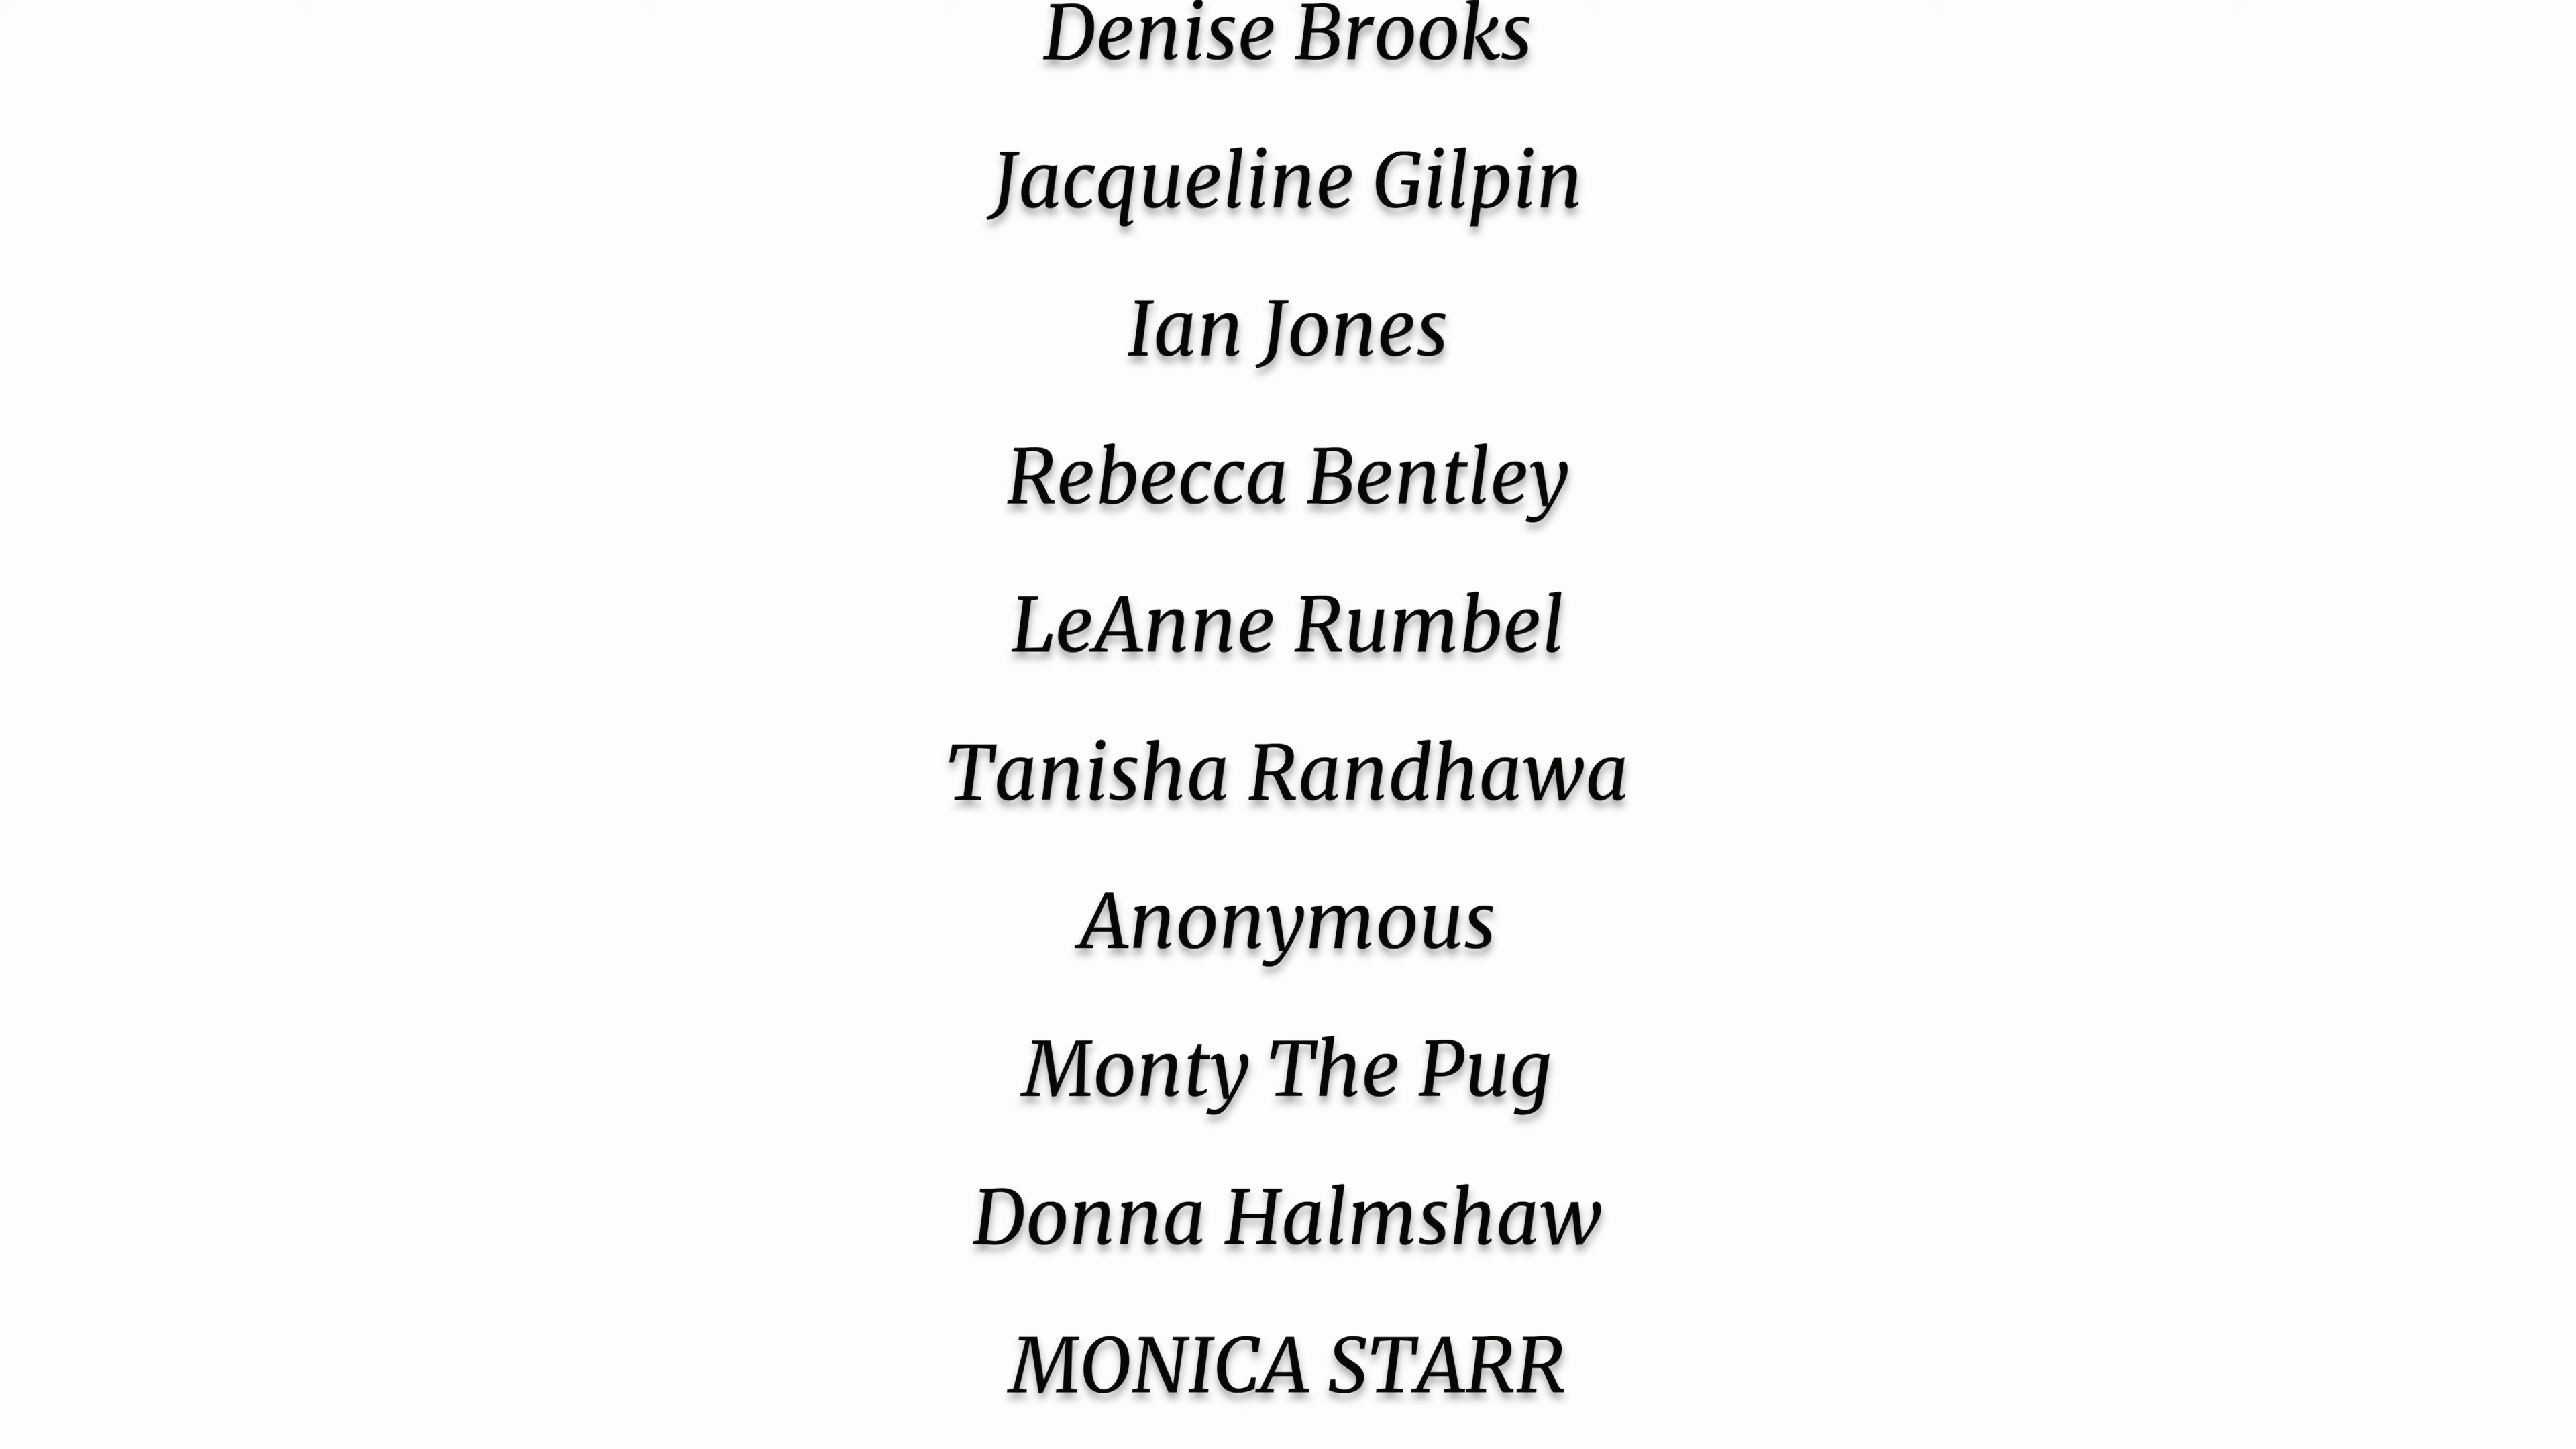 Denise Brooks
Jacqueline Gilpin
Ian Jones
Rebecca Bentley
LeAnne Rumbel
Tanisha Randhawa
Anonymous
Monty The Pug
Donna Halmshaw
MONICA STARR